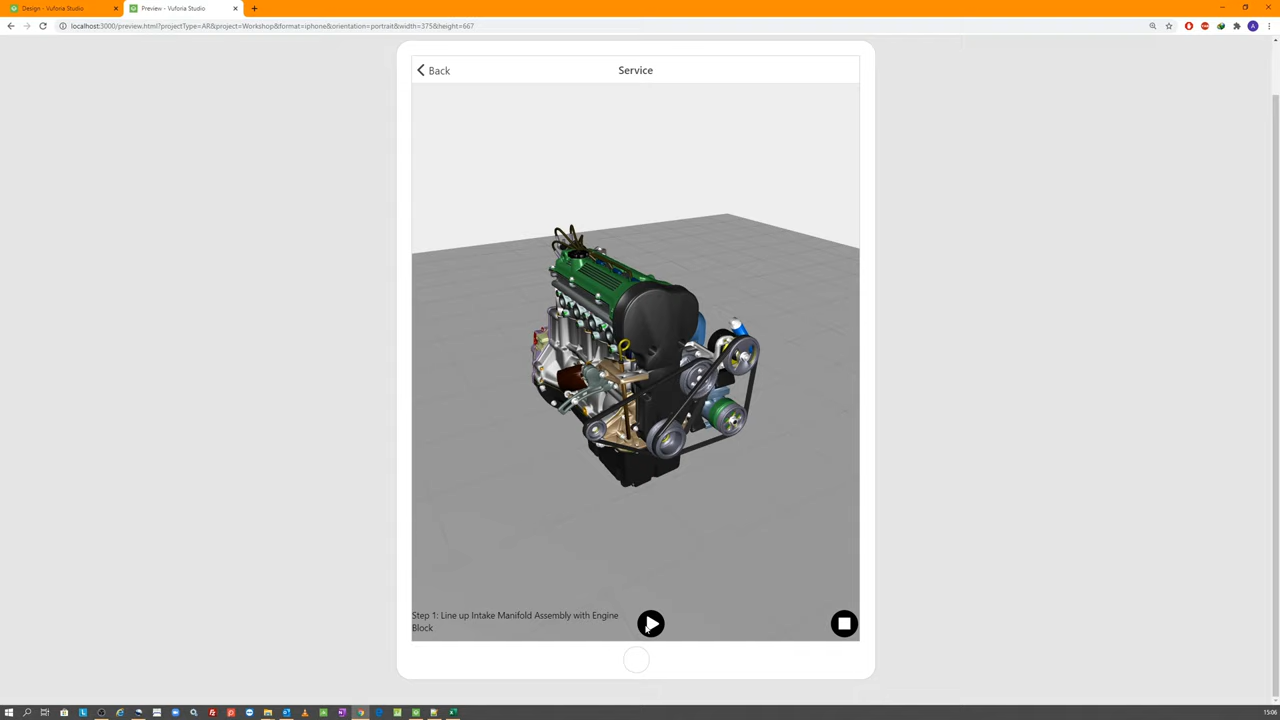 Design - Vuforia Studio
Preview - Vuforia Studio
localhost:3000/preview.html?projectType=AR&project=Workshop&format=iphone&orientation=portrait&width=375&height=667
Back
Service
Step 1: Line up Intake Manifold Assembly with Engine
Block
15:06